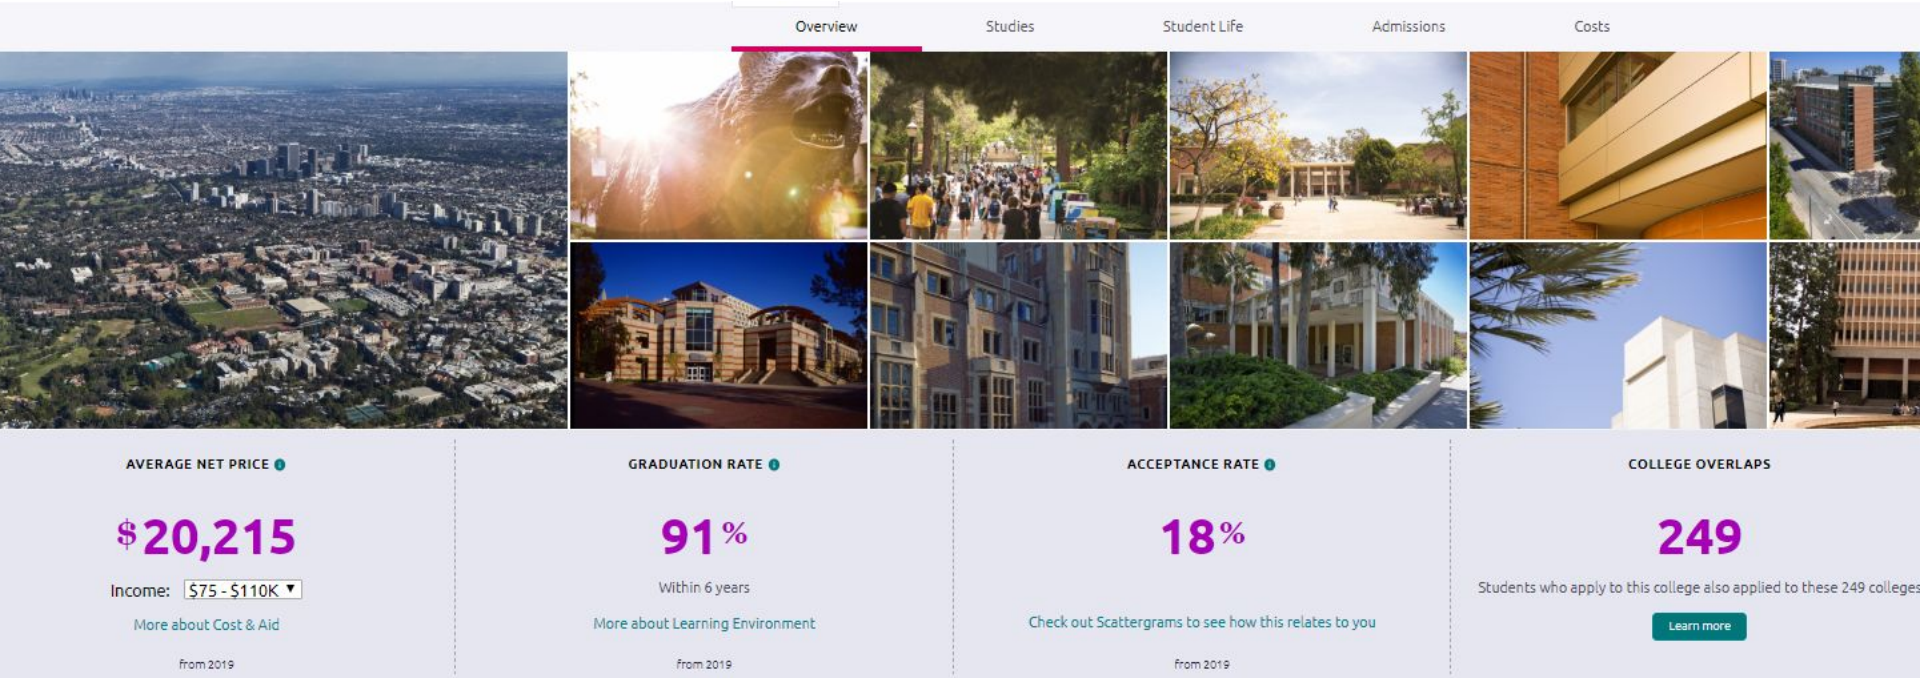 Overview
Studies
Student Life
Admissions
Costs
AVERAGE NET PRICE
$20,215
Income: $75 - $110K
More about Cost & Aid
from 2019
GRADUATION RATE
91%
Within 6 years
More about Learning Environment
from 2019
ACCEPTANCE RATE
18%
Check out Scattergrams to see how this relates to you
from 2019
COLLEGE OVERLAPS
249
Students who apply to this college also applied to these 249 colleges
Learn more